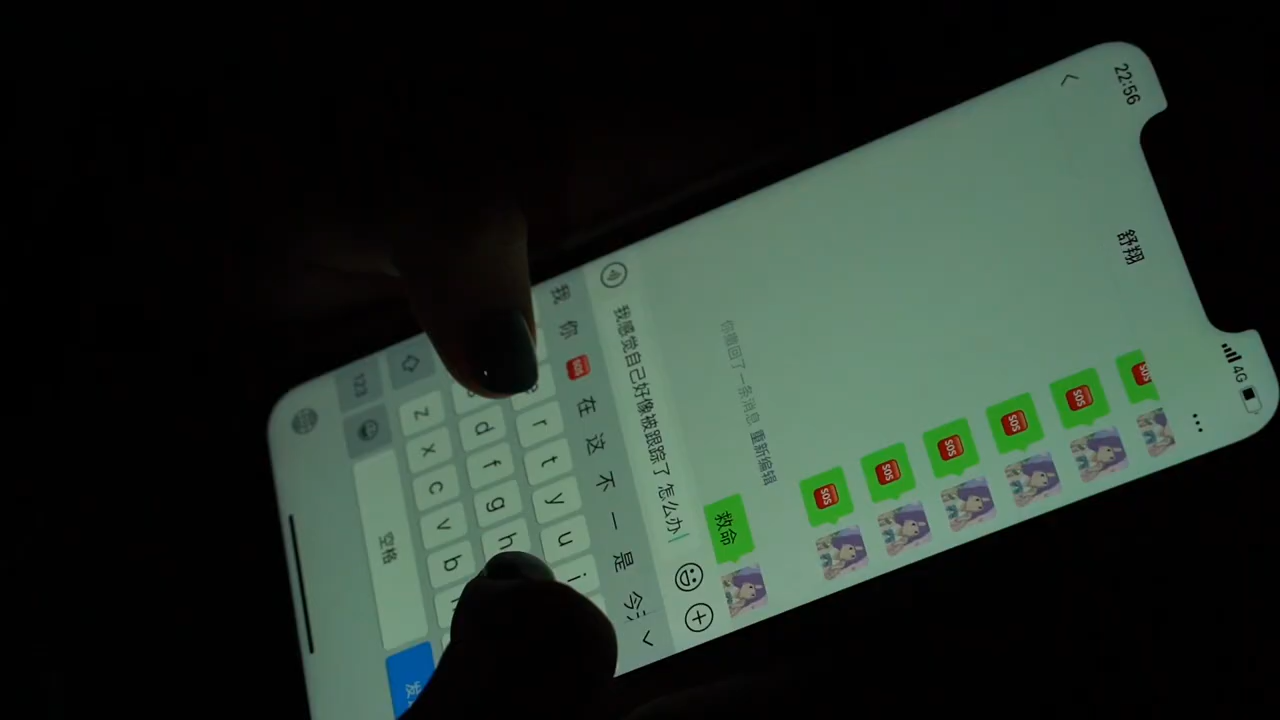 22:56
4G
舒翔
SOS
SOS
SOS
SOS
SOS
你撤回了一条消息 重新编辑
救命
我感觉自己好像被跟踪了 怎么办
我 你 SOS 在 这 不 一 是
r t y u i
d f g h
z x c v b
123 空格